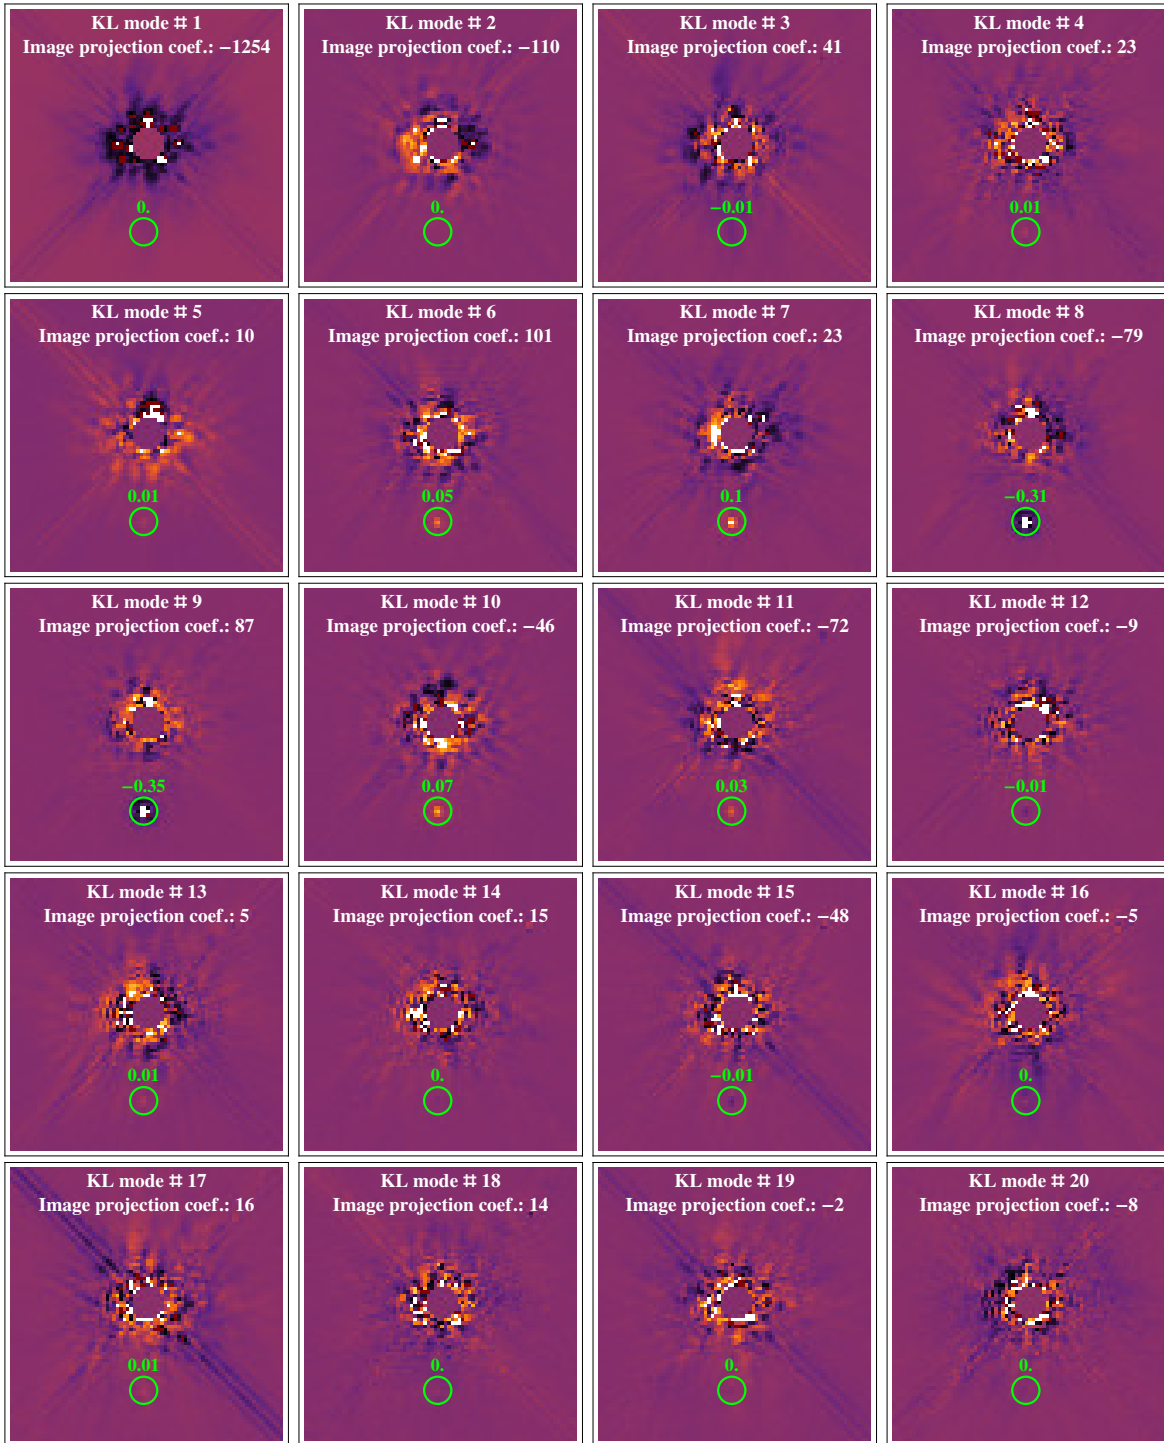 KL mode # 1
Image projection coef.: −1254
0.
KL mode # 2
Image projection coef.: −110
0.
KL mode # 3
Image projection coef.: 41
−0.01
KL mode # 4
Image projection coef.: 23
0.01
KL mode # 5
Image projection coef.: 10
0.01
KL mode # 6
Image projection coef.: 101
0.05
KL mode # 7
Image projection coef.: 23
0.1
KL mode # 8
Image projection coef.: −79
−0.31
KL mode # 9
Image projection coef.: 87
−0.35
KL mode # 10
Image projection coef.: −46
0.07
KL mode # 11
Image projection coef.: −72
0.03
KL mode # 12
Image projection coef.: −9
−0.01
KL mode # 13
Image projection coef.: 5
0.01
KL mode # 14
Image projection coef.: 15
0.
KL mode # 15
Image projection coef.: −48
−0.01
KL mode # 16
Image projection coef.: −5
0.
KL mode # 17
Image projection coef.: 16
0.01
KL mode # 18
Image projection coef.: 14
0.
KL mode # 19
Image projection coef.: −2
0.
KL mode # 20
Image projection coef.: −8
0.